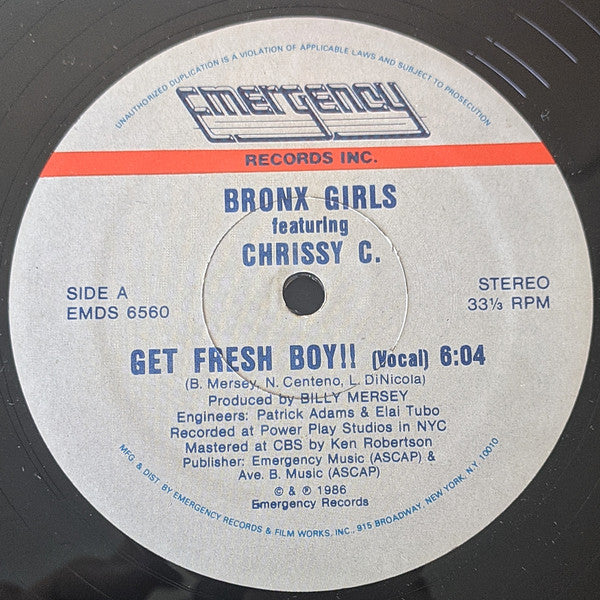 UNAUTHORIZED DUPLICATION IS A VIOLATION OF APPLICABLE LAWS AND SUBJECT TO PROSECUTION
emergency
RECORDS INC.
BRONX GIRLS
featuring
CHRISSY C.
SIDE A
EMDS 6560
STEREO
33⅓ RPM
GET FRESH BOY!! (Vocal) 6:04
(B. Mersey, N. Centeno, L. DiNicola)
Produced by BILLY MERSEY
Engineers: Patrick Adams & Elai Tubo
Recorded at Power Play Studios in NYC
Mastered at CBS by Ken Robertson
Publisher: Emergency Music (ASCAP) &
Ave. B. Music (ASCAP)
© & ℗ 1986
Emergency Records
MFG. & DIST. BY EMERGENCY RECORDS & FILM WORKS, INC., 915 BROADWAY, NEW YORK, N.Y. 10010